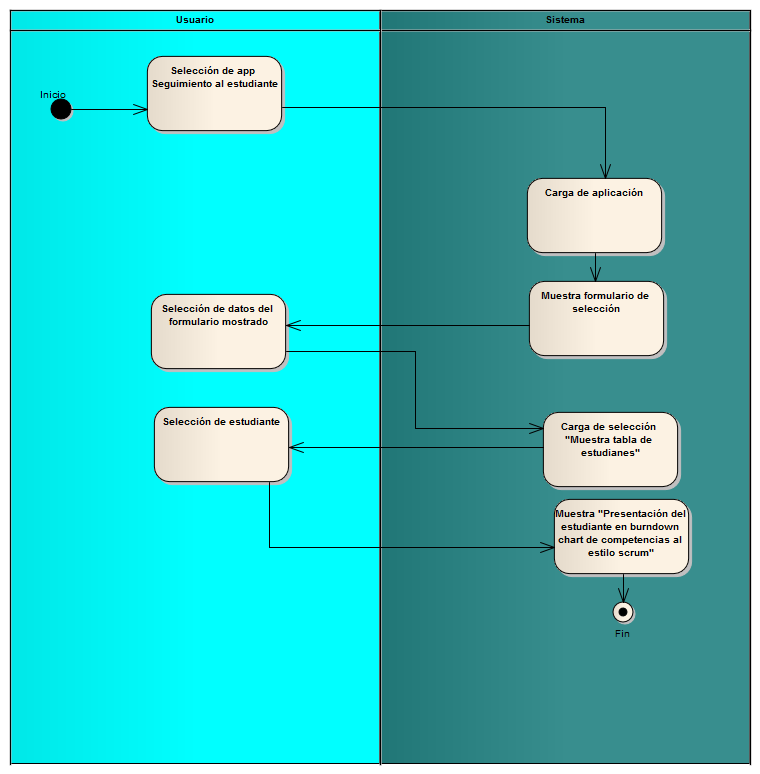 Usuario
Sistema
Inicio
Selección de app
Seguimiento al estudiante
Carga de aplicación
Muestra formulario de
selección
Selección de datos del
formulario mostrado
Carga de selección
"Muestra tabla de
estudianes"
Selección de estudiante
Muestra "Presentación del
estudiante en burndown
chart de competencias al
estilo scrum"
Fin